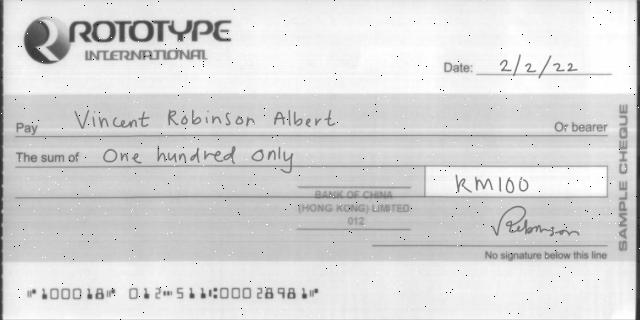 ROTOTYPE
INTERNATIONAL
Date: 2/2/22
Pay Vincent Robinson Albert Or bearer
The sum of One hundred only
RM100
BANK OF CHINA
(HONG KONG) LIMITED
012
Robinson
No signature below this line
SAMPLE CHEQUE
⑈100018⑈ 012⑉511⑆00028981⑈